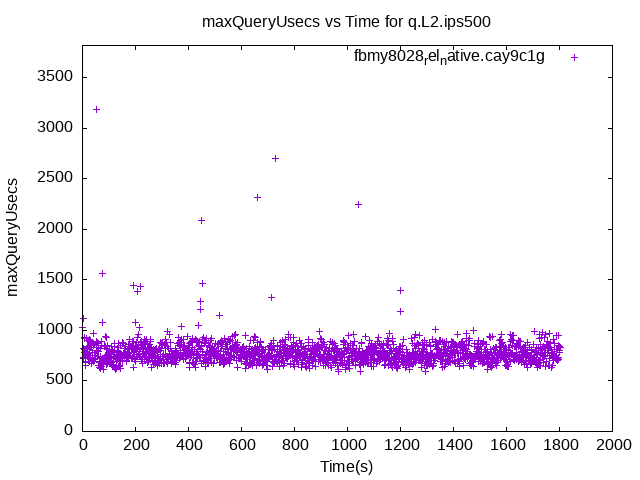 maxQueryUsecs vs Time for q.L2.ips500
fbmy8028relnative.cay9c1g
3500
3000
2500
2000
1500
1000
500
0
maxQueryUsecs
0 200 400 600 800 1000 1200 1400 1600 1800 2000
Time(s)